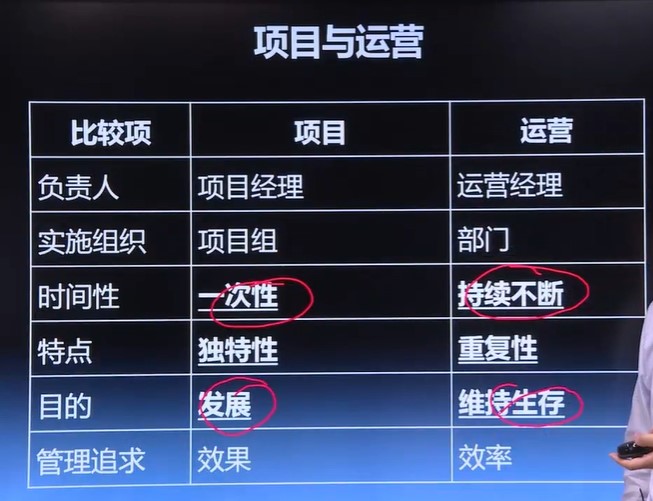 项目与运营
比较项 项目 运营
负责人 项目经理 运营经理
实施组织 项目组 部门
时间性 一次性 持续不断
特点 独特性 重复性
目的 发展 维持生存
管理追求 效果 效率